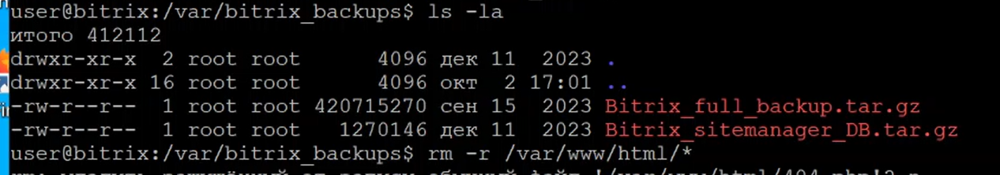 user@bitrix:/var/bitrix_backups$ ls -la
итого 412112
drwxr-xr-x 2 root root 4096 дек 11 2023 .
drwxr-xr-x 16 root root 4096 окт 2 17:01 ..
-rw-r--r-- 1 root root 420715270 сен 15 2023 Bitrix_full_backup.tar.gz
-rw-r--r-- 1 root root 1270146 дек 11 2023 Bitrix_sitemanager_DB.tar.gz
user@bitrix:/var/bitrix_backups$ rm -r /var/www/html/*